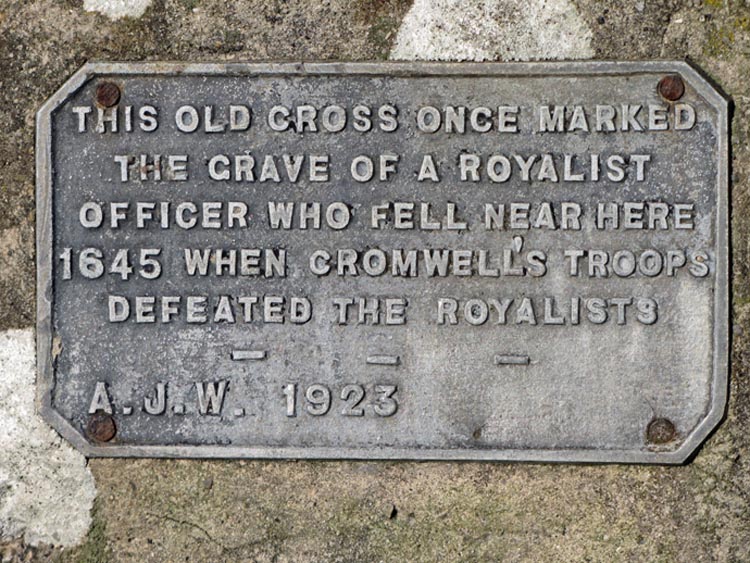 THIS OLD CROSS ONCE MARKED
THE GRAVE OF A ROYALIST
OFFICER WHO FELL NEAR HERE
1645 WHEN CROMWELL'S TROOPS
DEFEATED THE ROYALISTS
— — —
A.J.W. 1923